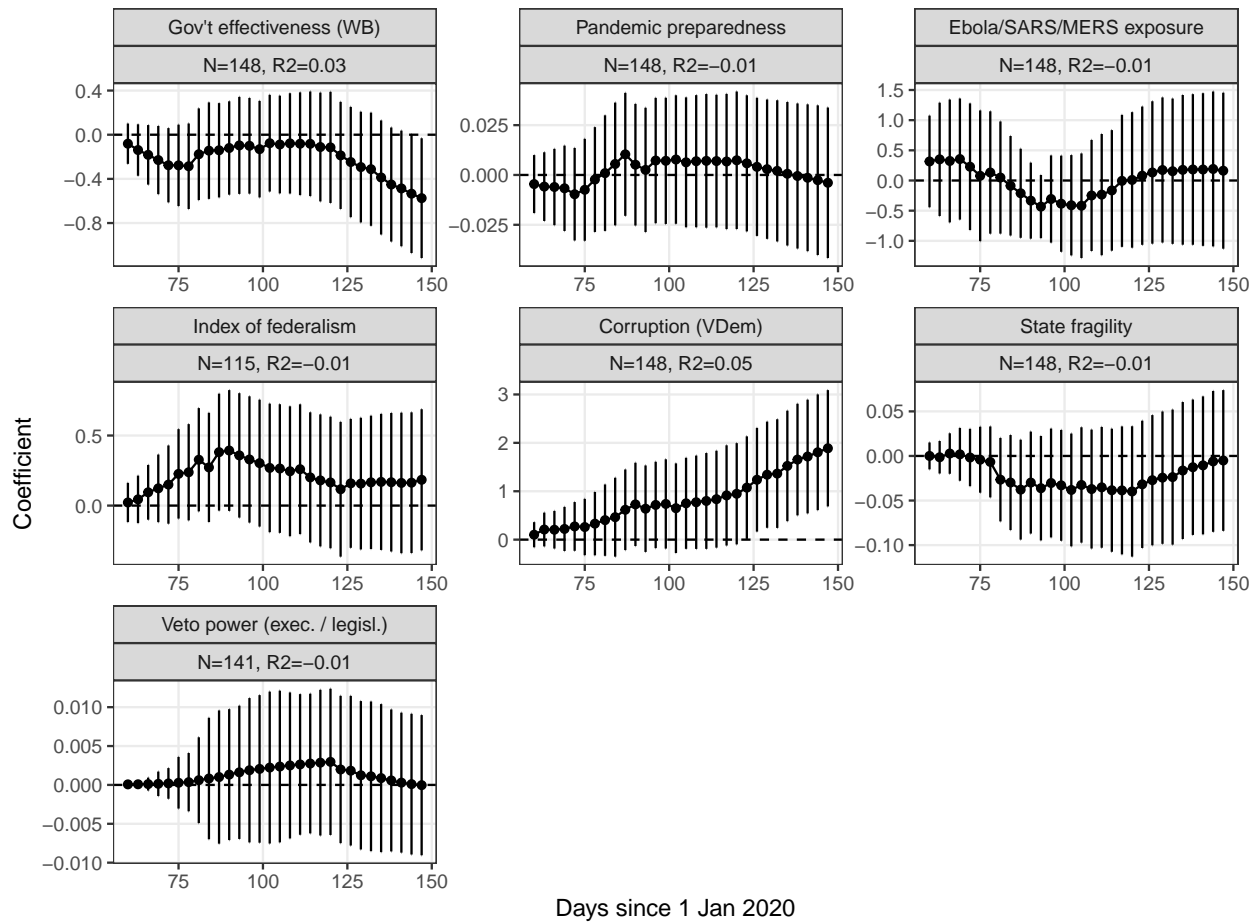 Gov't effectiveness (WB)
N=148, R2=0.03
0.4
0.0
−0.4
−0.8
75 100 125 150
Pandemic preparedness
N=148, R2=−0.01
0.025
0.000
−0.025
75 100 125 150
Ebola/SARS/MERS exposure
N=148, R2=−0.01
1.5
1.0
0.5
0.0
−0.5
−1.0
75 100 125 150
Index of federalism
N=115, R2=−0.01
0.5
0.0
75 100 125 150
Corruption (VDem)
N=148, R2=0.05
3
2
1
0
75 100 125 150
State fragility
N=148, R2=−0.01
0.05
0.00
−0.05
−0.10
75 100 125 150
Veto power (exec. / legisl.)
N=141, R2=−0.01
0.010
0.005
0.000
−0.005
−0.010
75 100 125 150
Coefficient
Days since 1 Jan 2020